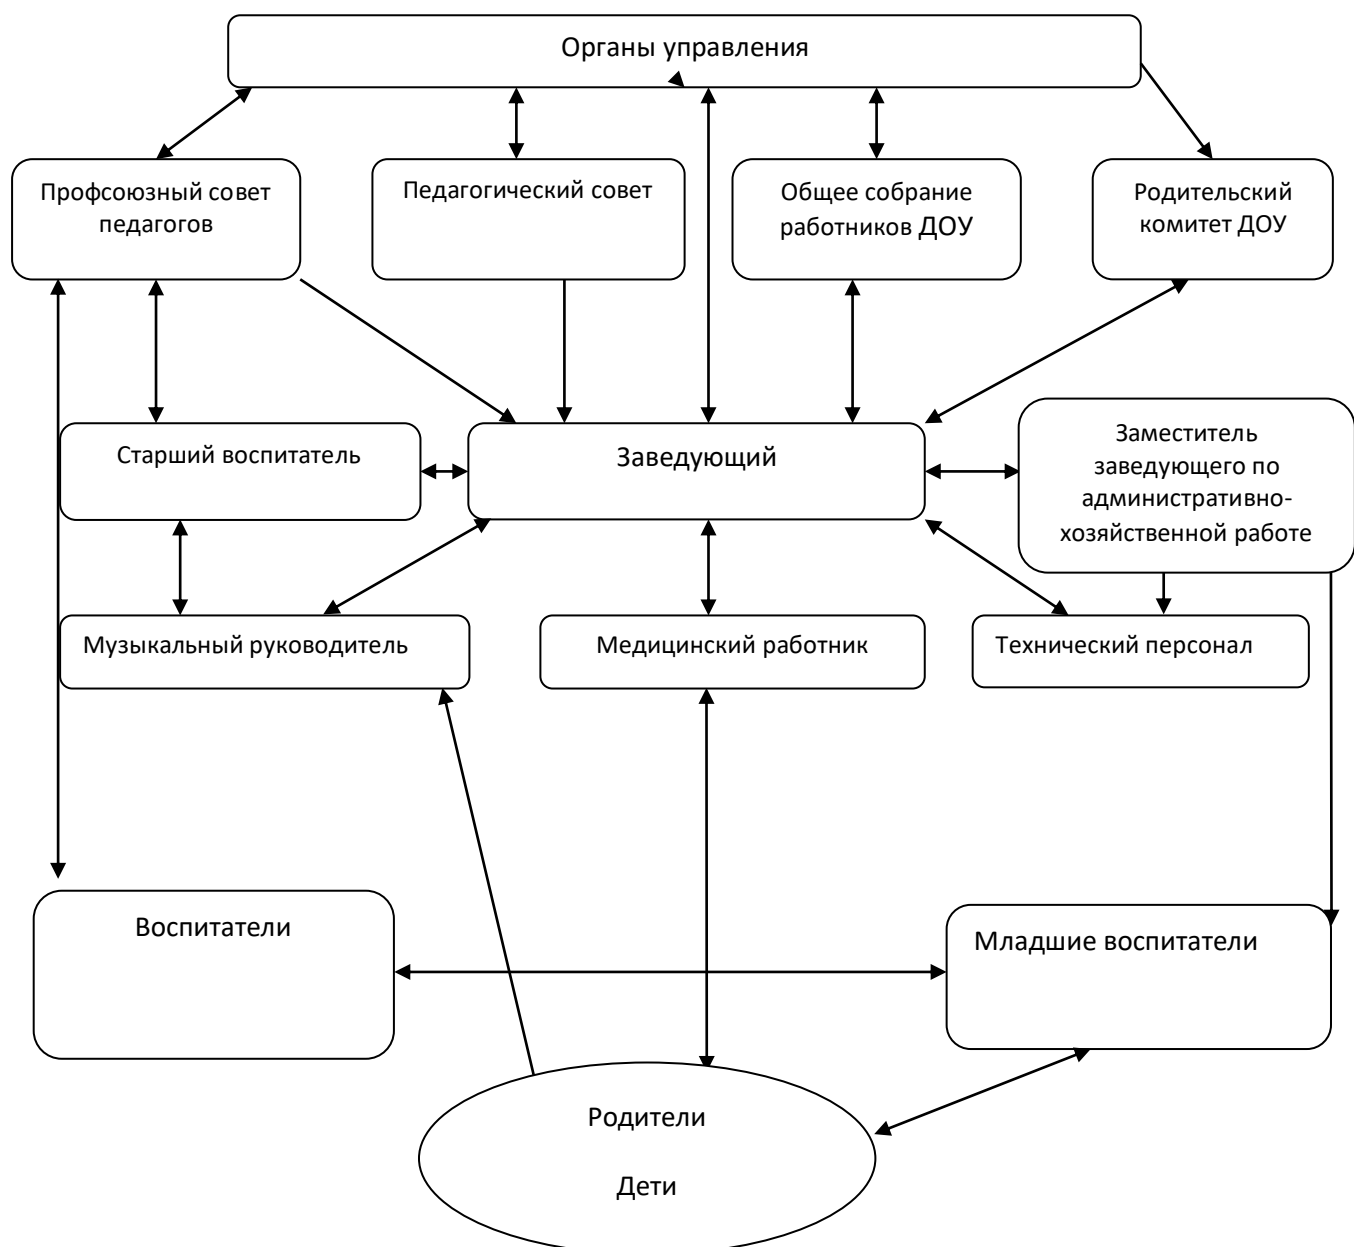 Органы управления
Профсоюзный совет
педагогов
Педагогический совет
Общее собрание
работников ДОУ
Родительский
комитет ДОУ
Старший воспитатель
Заведующий
Заместитель
заведующего по
административно-
хозяйственной работе
Музыкальный руководитель
Медицинский работник
Технический персонал
Воспитатели
Младшие воспитатели
Родители
Дети